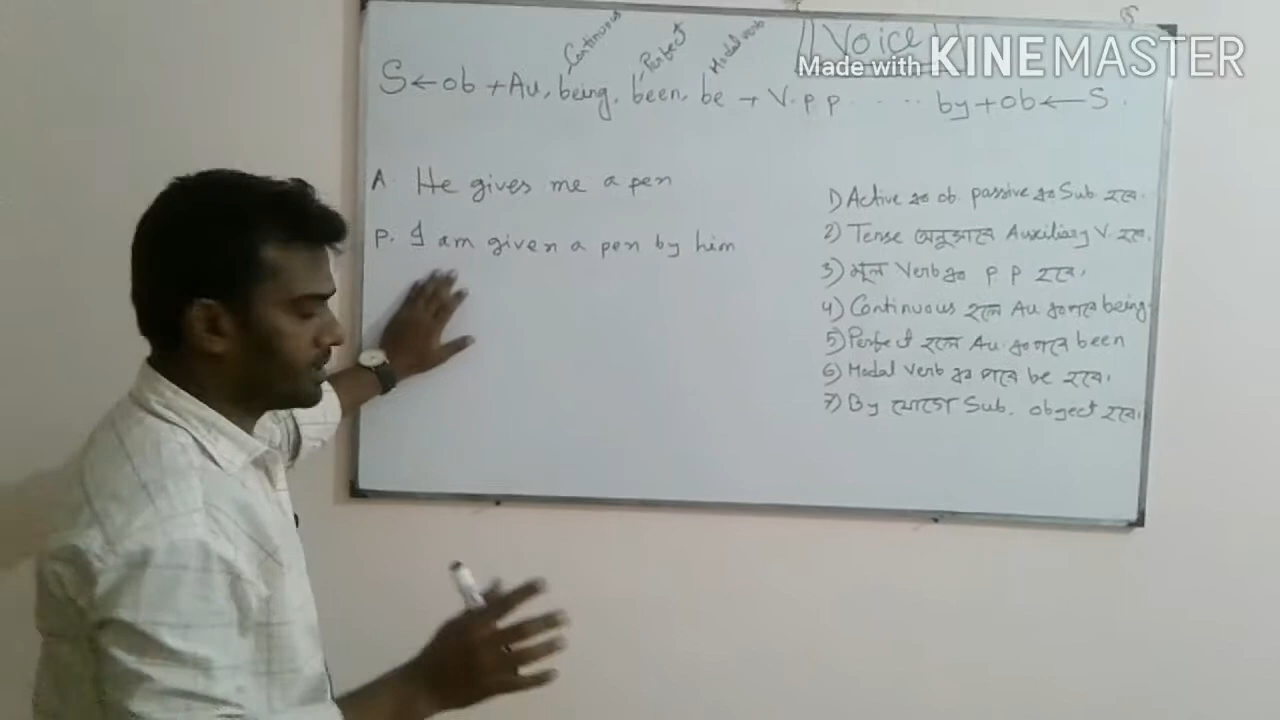 Voice
Made with KINEMASTER
Continuous Perfect Modal verb
S ← ob + Au, being, been, be + V. p p ..... by + ob ← S.
A. He gives me a pen
P. I am given a pen by him
1) Active এর ob passive এর Sub. হবে.
2) Tense অনুসারে Auxiliary V. হবে.
3) মূল Verb এর P P হবে.
4) Continuous হলে Au এর পরে being.
5) Perfect হলে Au. এর পরে been
6) Modal verb এর পরে be হবে.
7) By যোগে Sub. object হবে.